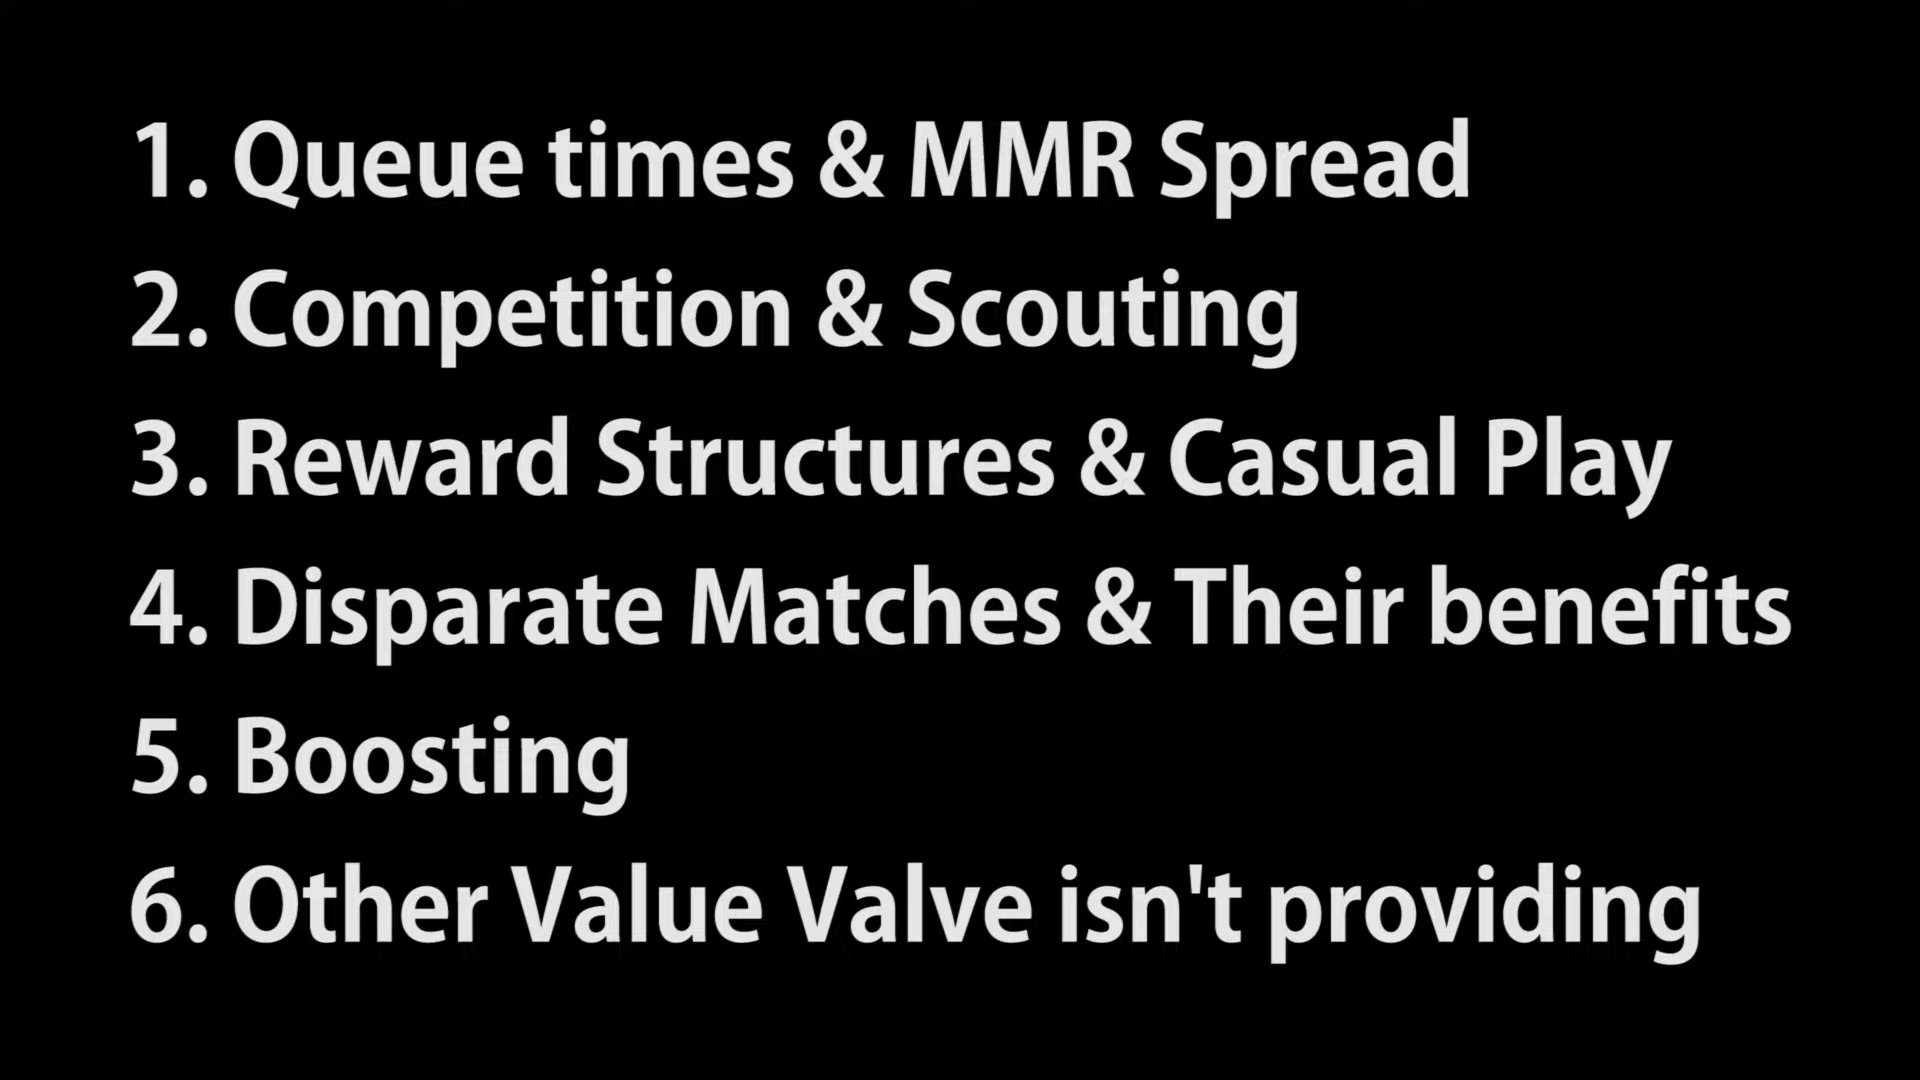 1. Queue times & MMR Spread
2. Competition & Scouting
3. Reward Structures & Casual Play
4. Disparate Matches & Their benefits
5. Boosting
6. Other Value Valve isn't providing